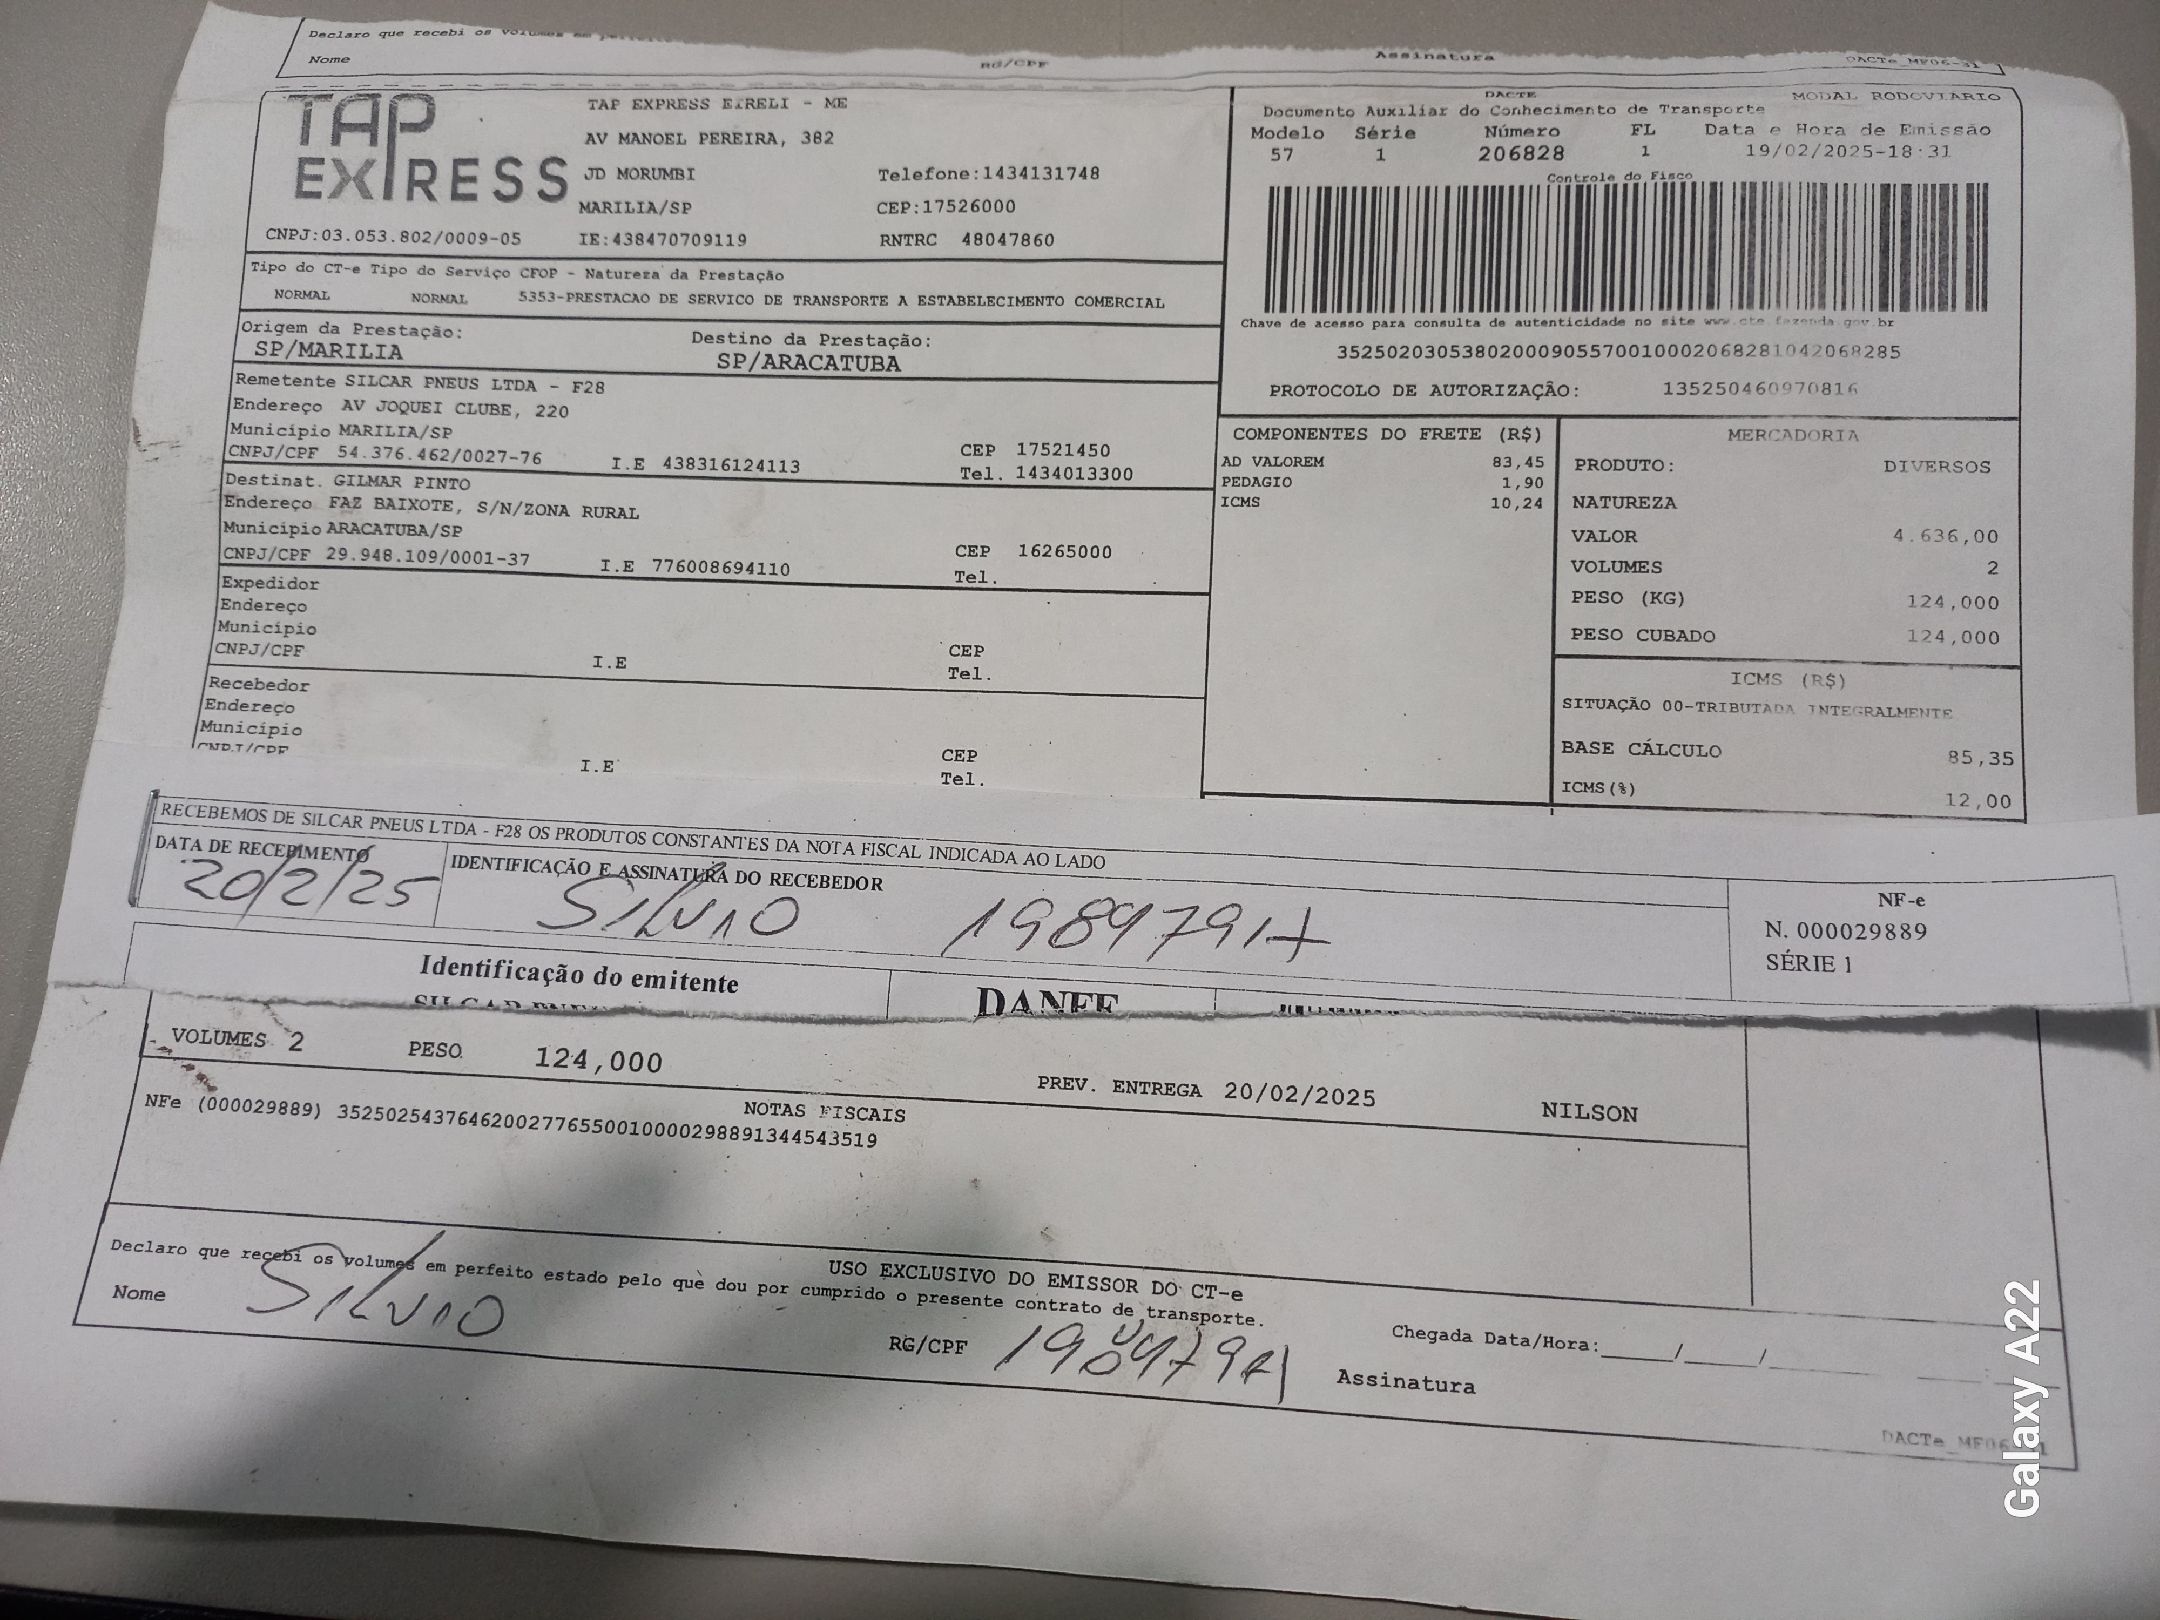 Declaro que recebi os volumes em
Nome RG/CPF Assinatura DACTe_MF06-31
TAP EXPRESS
TAP EXPRESS EIRELI - ME
AV MANOEL PEREIRA, 382
JD MORUMBI Telefone:1434131748
MARILIA/SP CEP:17526000
CNPJ:03.053.802/0009-05 IE:438470709119 RNTRC 48047860
DACTE MODAL RODOVIÁRIO
Documento Auxiliar do Conhecimento de Transporte
Modelo Série Número FL Data e Hora de Emissão
57 1 206828 1 19/02/2025-18:31
Controle do Fisco
Chave de acesso para consulta de autenticidade no site www.cte.fazenda.gov.br
35250203053802000905570010002068281042068285
PROTOCOLO DE AUTORIZAÇÃO: 135250460970816
Tipo do CT-e Tipo do Serviço CFOP - Natureza da Prestação
NORMAL NORMAL 5353-PRESTACAO DE SERVICO DE TRANSPORTE A ESTABELECIMENTO COMERCIAL
Origem da Prestação: Destino da Prestação:
SP/MARILIA SP/ARACATUBA
Remetente SILCAR PNEUS LTDA - F28
Endereço AV JOQUEI CLUBE, 220
Município MARILIA/SP CEP 17521450
CNPJ/CPF 54.376.462/0027-76 I.E 438316124113 Tel. 1434013300
Destinat. GILMAR PINTO
Endereço FAZ BAIXOTE, S/N/ZONA RURAL
Município ARACATUBA/SP CEP 16265000
CNPJ/CPF 29.948.109/0001-37 I.E 776008694110 Tel.
Expedidor
Endereço
Município CEP
CNPJ/CPF I.E Tel.
Recebedor
Endereço
Município CEP
CNPJ/CPF I.E Tel.
COMPONENTES DO FRETE (R$)
AD VALOREM 83,45
PEDAGIO 1,90
ICMS 10,24
MERCADORIA
PRODUTO: DIVERSOS
NATUREZA
VALOR 4.636,00
VOLUMES 2
PESO (KG) 124,000
PESO CUBADO 124,000
ICMS (R$)
SITUAÇÃO 00-TRIBUTADA INTEGRALMENTE
BASE CÁLCULO 85,35
ICMS(%) 12,00
RECEBEMOS DE SILCAR PNEUS LTDA - F28 OS PRODUTOS CONSTANTES DA NOTA FISCAL INDICADA AO LADO
DATA DE RECEBIMENTO IDENTIFICAÇÃO E ASSINATURA DO RECEBEDOR
20/2/25 SILVIO
NF-e
N. 000029889
SÉRIE 1
Identificação do emitente DANFE
VOLUMES 2 PESO 124,000 PREV. ENTREGA 20/02/2025 NILSON
NOTAS FISCAIS
NFe (000029889) 35250254376462002776550010000298891344543519
USO EXCLUSIVO DO EMISSOR DO CT-e
Declaro que recebi os volumes em perfeito estado pelo que dou por cumprido o presente contrato de transporte.
Nome SILVIO RG/CPF Chegada Data/Hora:____/____/
Assinatura
DACTe_MF06
Galaxy A22